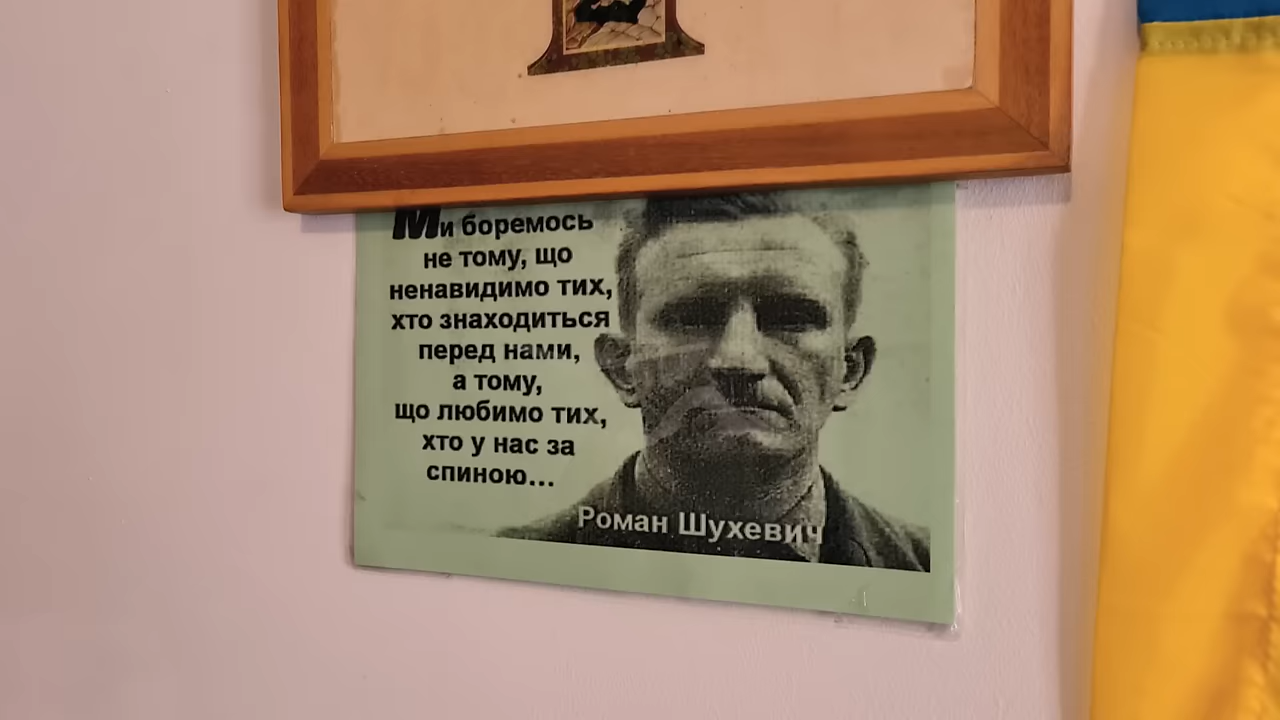 Ми боремось
не тому, що
ненавидимо тих,
хто знаходиться
перед нами,
а тому,
що любимо тих,
хто у нас за
спиною...
Роман Шухевич